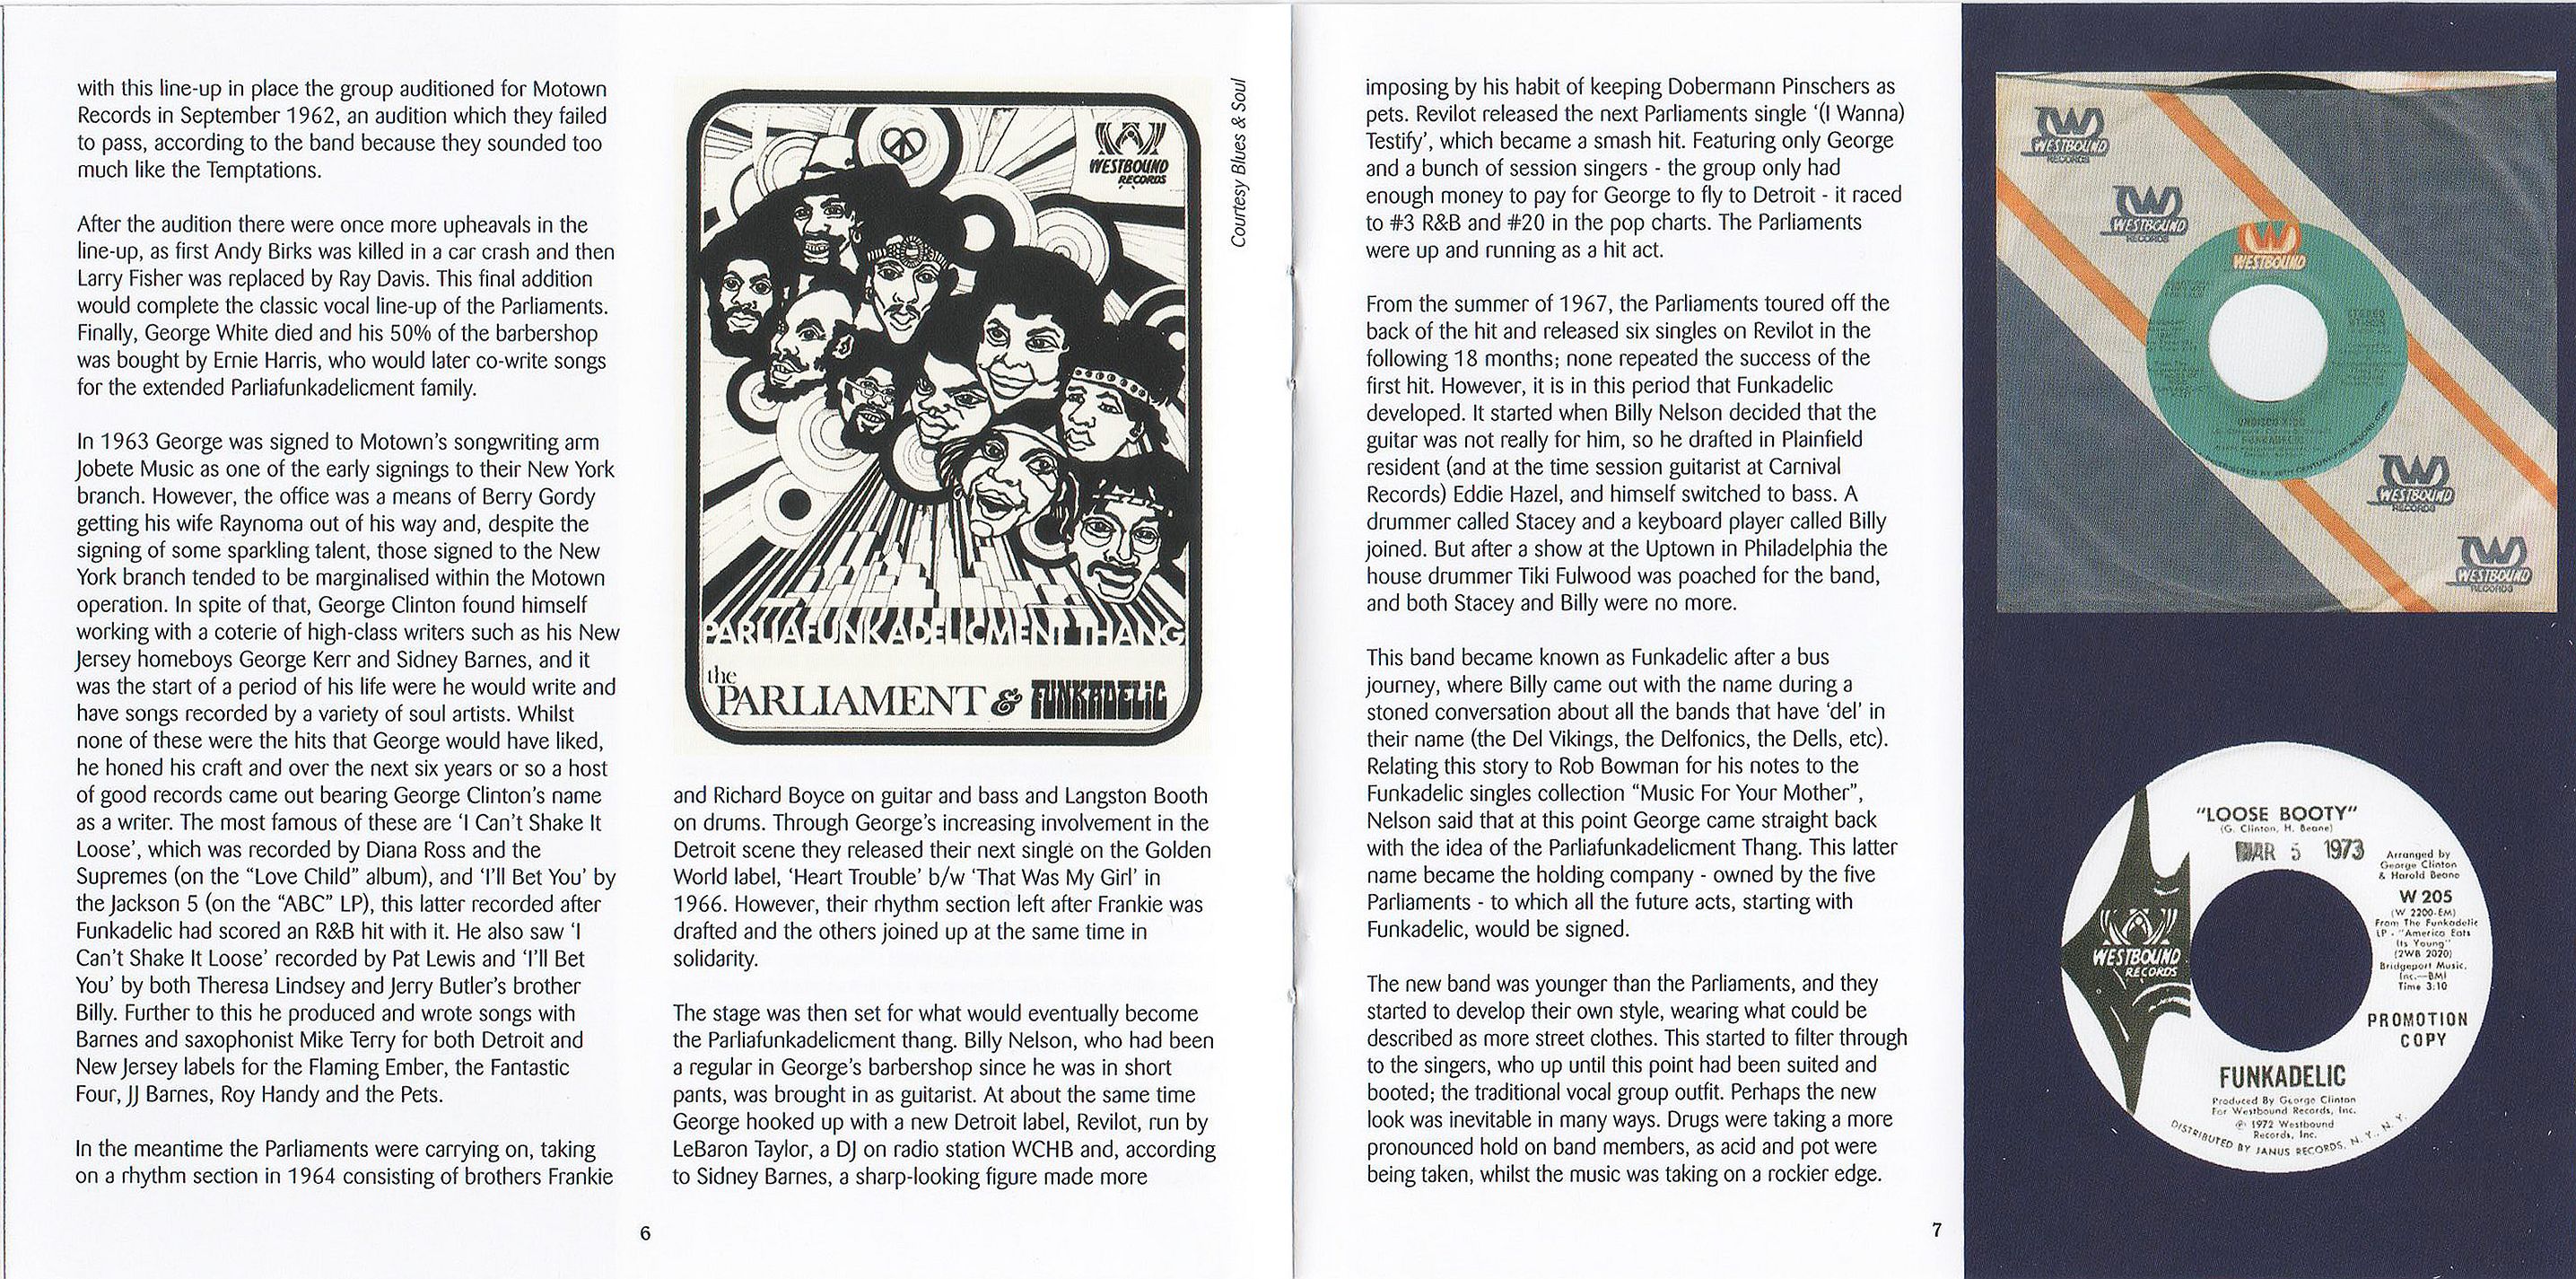 with this line-up in place the group auditioned for Motown
Records in September 1962, an audition which they failed
to pass, according to the band because they sounded too
much like the Temptations.
After the audition there were once more upheavals in the
line-up, as first Andy Birks was killed in a car crash and then
Larry Fisher was replaced by Ray Davis. This final addition
would complete the classic vocal line-up of the Parliaments.
Finally, George White died and his 50% of the barbershop
was bought by Ernie Harris, who would later co-write songs
for the extended Parliafunkadelicment family.
In 1963 George was signed to Motown's songwriting arm
Jobete Music as one of the early signings to their New York
branch. However, the office was a means of Berry Gordy
getting his wife Raynoma out of his way and, despite the
signing of some sparkling talent, those signed to the New
York branch tended to be marginalised within the Motown
operation. In spite of that, George Clinton found himself
working with a coterie of high-class writers such as his New
Jersey homeboys George Kerr and Sidney Barnes, and it
was the start of a period of his life were he would write and
have songs recorded by a variety of soul artists. Whilst
none of these were the hits that George would have liked,
he honed his craft and over the next six years or so a host
of good records came out bearing George Clinton's name
as a writer. The most famous of these are 'I Can't Shake It
Loose', which was recorded by Diana Ross and the
Supremes (on the "Love Child" album), and 'I'll Bet You' by
the Jackson 5 (on the "ABC" LP), this latter recorded after
Funkadelic had scored an R&B hit with it. He also saw 'I
Can't Shake It Loose' recorded by Pat Lewis and 'I'll Bet
You' by both Theresa Lindsey and Jerry Butler's brother
Billy. Further to this he produced and wrote songs with
Barnes and saxophonist Mike Terry for both Detroit and
New Jersey labels for the Flaming Ember, the Fantastic
Four, JJ Barnes, Roy Handy and the Pets.
In the meantime the Parliaments were carrying on, taking
on a rhythm section in 1964 consisting of brothers Frankie
WESTBOUND
RECORDS
PARLIAFUNKADELICMENT THANG
the
PARLIAMENT & FUNKADELIC
Courtesy Blues & Soul
and Richard Boyce on guitar and bass and Langston Booth
on drums. Through George's increasing involvement in the
Detroit scene they released their next single on the Golden
World label, 'Heart Trouble' b/w 'That Was My Girl' in
1966. However, their rhythm section left after Frankie was
drafted and the others joined up at the same time in
solidarity.
The stage was then set for what would eventually become
the Parliafunkadelicment thang. Billy Nelson, who had been
a regular in George's barbershop since he was in short
pants, was brought in as guitarist. At about the same time
George hooked up with a new Detroit label, Revilot, run by
LeBaron Taylor, a DJ on radio station WCHB and, according
to Sidney Barnes, a sharp-looking figure made more
6
imposing by his habit of keeping Dobermann Pinschers as
pets. Revilot released the next Parliaments single '(I Wanna)
Testify', which became a smash hit. Featuring only George
and a bunch of session singers - the group only had
enough money to pay for George to fly to Detroit - it raced
to #3 R&B and #20 in the pop charts. The Parliaments
were up and running as a hit act.
From the summer of 1967, the Parliaments toured off the
back of the hit and released six singles on Revilot in the
following 18 months; none repeated the success of the
first hit. However, it is in this period that Funkadelic
developed. It started when Billy Nelson decided that the
guitar was not really for him, so he drafted in Plainfield
resident (and at the time session guitarist at Carnival
Records) Eddie Hazel, and himself switched to bass. A
drummer called Stacey and a keyboard player called Billy
joined. But after a show at the Uptown in Philadelphia the
house drummer Tiki Fulwood was poached for the band,
and both Stacey and Billy were no more.
This band became known as Funkadelic after a bus
journey, where Billy came out with the name during a
stoned conversation about all the bands that have 'del' in
their name (the Del Vikings, the Delfonics, the Dells, etc).
Relating this story to Rob Bowman for his notes to the
Funkadelic singles collection "Music For Your Mother",
Nelson said that at this point George came straight back
with the idea of the Parliafunkadelicment Thang. This latter
name became the holding company - owned by the five
Parliaments - to which all the future acts, starting with
Funkadelic, would be signed.
The new band was younger than the Parliaments, and they
started to develop their own style, wearing what could be
described as more street clothes. This started to filter through
to the singers, who up until this point had been suited and
booted; the traditional vocal group outfit. Perhaps the new
look was inevitable in many ways. Drugs were taking a more
pronounced hold on band members, as acid and pot were
being taken, whilst the music was taking on a rockier edge.
7
WESTBOUND
RECORDS
WESTBOUND
RECORDS
WESTBOUND
STEREO
UNDISCO KIDD
FUNKADELIC
WESTBOUND
RECORDS
WESTBOUND
RECORDS
"LOOSE BOOTY"
(G. Clinton, H. Beane)
MAR 5 1973
Arranged by
George Clinton
& Harold Beane
W 205
(W 2200-EM)
From The Funkadelic
LP - "America Eats
Its Young"
(2WB 2020)
Bridgeport Music,
Inc.—BMI
Time 3:10
WESTBOUND
RECORDS
PROMOTION
COPY
FUNKADELIC
Produced By George Clinton
For Westbound Records, Inc.
℗ 1972 Westbound
Records, Inc.
DISTRIBUTED BY JANUS RECORDS, N. Y., N. Y.